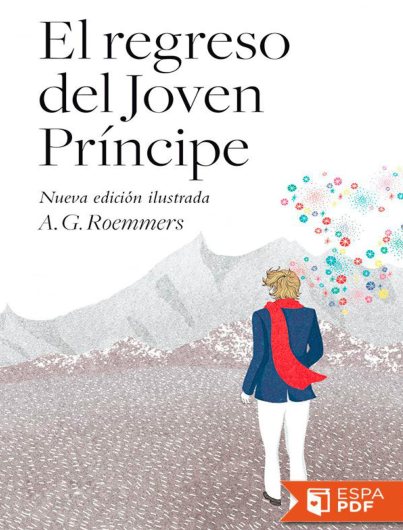 El regreso
del Joven
Príncipe
Nueva edición ilustrada
A. G. Roemmers
ESPA
PDF